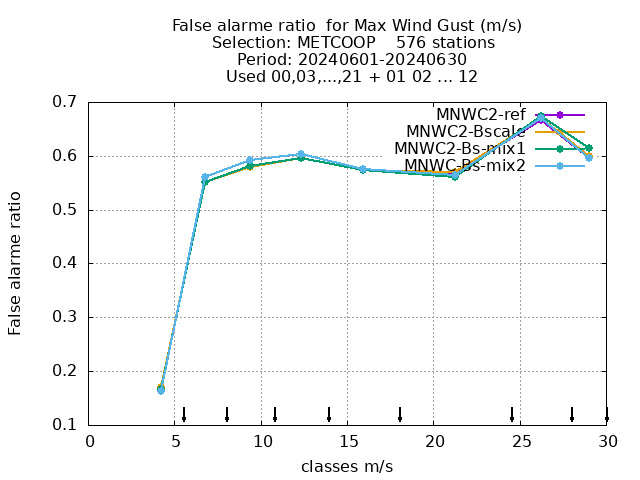 False alarme ratio  for Max Wind Gust (m/s)
Selection: METCOOP    576 stations
Period: 20240601-20240630
Used 00,03,...,21 + 01 02 ... 12
False alarme ratio
0.7
0.6
0.5
0.4
0.3
0.2
0.1
MNWC2-ref
MNWC2-Bscale
MNWC2-Bs-mix1
MNWC-Bs-mix2
0 5 10 15 20 25 30
classes m/s